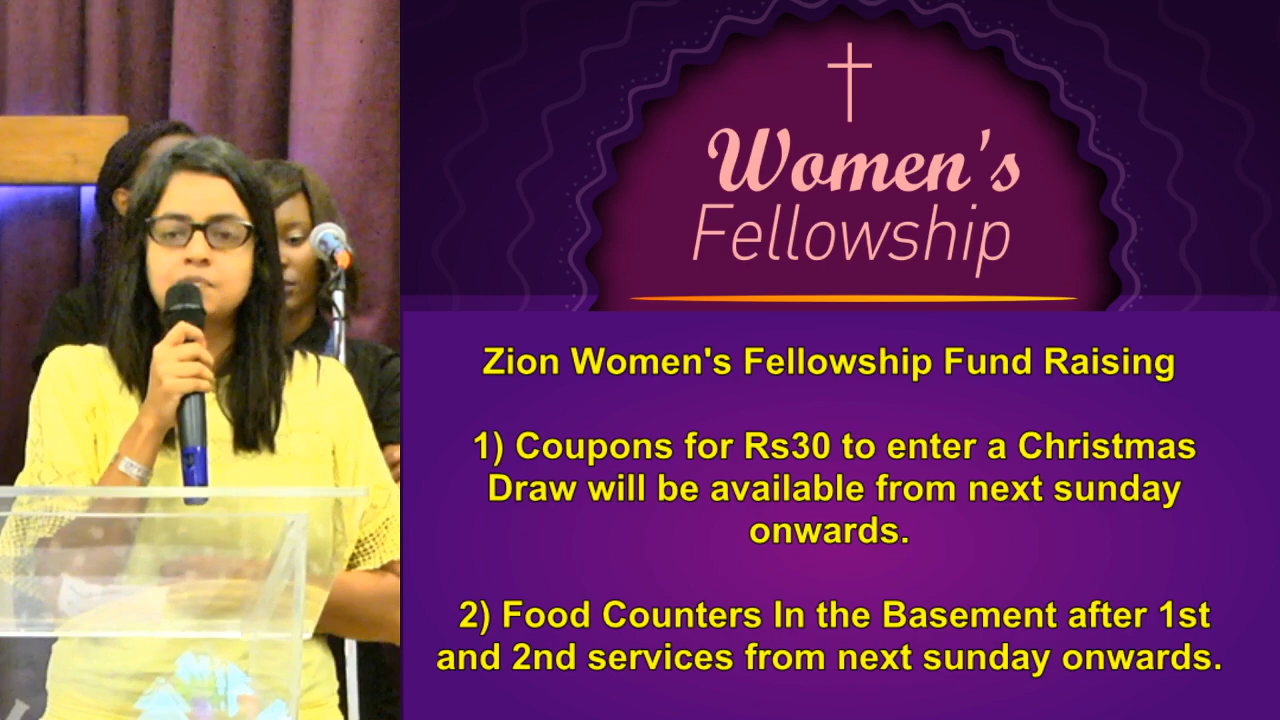 Women's
Fellowship
Zion Women's Fellowship Fund Raising
1) Coupons for Rs30 to enter a Christmas
Draw will be available from next sunday
onwards.
2) Food Counters In the Basement after 1st
and 2nd services from next sunday onwards.